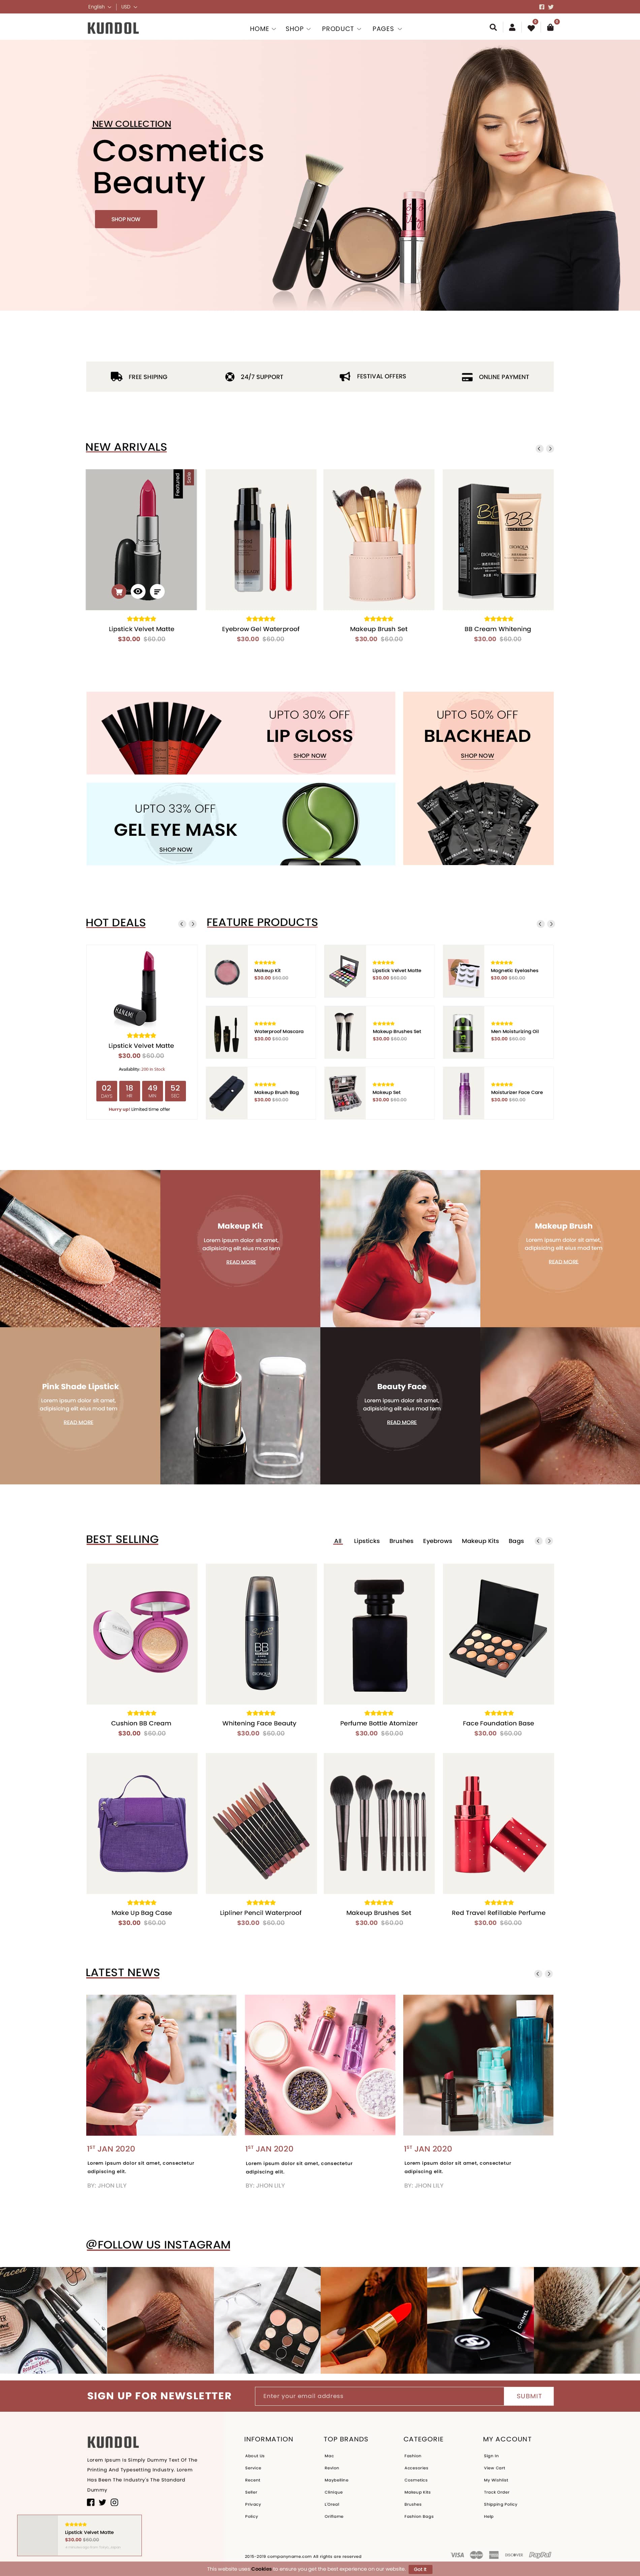 English USD
KUNDOL
HOME SHOP PRODUCT PAGES
0 0
NEW COLLECTION
Cosmetics
Beauty
SHOP NOW
FREE SHIPING
24/7 SUPPORT
FESTIVAL OFFERS
ONLINE PAYMENT
NEW ARRIVALS
Featured
Sale
Lipstick Velvet Matte
$30.00 $60.00
Eyebrow Gel Waterproof
$30.00 $60.00
Makeup Brush Set
$30.00 $60.00
BB
BIOAQUA
BB Cream Whitening
$30.00 $60.00
UPTO 30% OFF
LIP GLOSS
SHOP NOW
UPTO 50% OFF
BLACKHEAD
SHOP NOW
UPTO 33% OFF
GEL EYE MASK
SHOP NOW
HOT DEALS
Lipstick Velvet Matte
$30.00 $60.00
Availablity: 200 In Stock
02 18 49 52
DAYS HR MIN SEC
Hurry up! Limited time offer
FEATURE PRODUCTS
Makeup Kit
$30.00 $60.00
Lipstick Velvet Matte
$30.00 $60.00
Magnetic Eyelashes
$30.00 $60.00
Waterproof Mascara
$30.00 $60.00
Makeup Brushes Set
$30.00 $60.00
Men Moisturizing Oil
$30.00 $60.00
Makeup Brush Bag
$30.00 $60.00
Makeup Set
$30.00 $60.00
Moisturizer Face Care
$30.00 $60.00
Makeup Kit
Lorem ipsum dolor sit amet,
adipisicing elit eius mod tem
READ MORE
Makeup Brush
Lorem ipsum dolor sit amet,
adipisicing elit eius mod tem
READ MORE
Pink Shade Lipstick
Lorem ipsum dolor sit amet,
adipisicing elit eius mod tem
READ MORE
Beauty Face
Lorem ipsum dolor sit amet,
adipisicing elit eius mod tem
READ MORE
BEST SELLING
All Lipsticks Brushes Eyebrows Makeup Kits Bags
Cushion BB Cream
$30.00 $60.00
BB
BIOAQUA
Whitening Face Beauty
$30.00 $60.00
Perfume Bottle Atomizer
$30.00 $60.00
Face Foundation Base
$30.00 $60.00
Make Up Bag Case
$30.00 $60.00
Lipliner Pencil Waterproof
$30.00 $60.00
Makeup Brushes Set
$30.00 $60.00
Red Travel Refillable Perfume
$30.00 $60.00
LATEST NEWS
1ST JAN 2020
Lorem ipsum dolor sit amet, consectetur
adipiscing elit.
BY: JHON LILY
1ST JAN 2020
Lorem ipsum dolor sit amet, consectetur
adipiscing elit.
BY: JHON LILY
1ST JAN 2020
Lorem ipsum dolor sit amet, consectetur
adipiscing elit.
BY: JHON LILY
@FOLLOW US INSTAGRAM
CHANEL
SIGN UP FOR NEWSLETTER
Enter your email address
SUBMIT
KUNDOL
Lorem Ipsum is Simply Dummy Text Of The
Printing And Typesetting Industry. Lorem
Has Been The Industry's The Standard
Dummy
INFORMATION
About Us
Service
Recent
Seller
Privacy
Policy
TOP BRANDS
Mac
Revlon
Maybelline
Clinique
L'Oreal
Oriflame
CATEGORIE
Fashion
Accesories
Cosmetics
Makeup Kits
Brushes
Fashion Bags
MY ACCOUNT
Sign In
View Cart
My Wishlist
Track Order
Shipping Policy
Help
Lipstick Velvet Matte
$30.00 $60.00
2015-2019 companyname.com All rights are reserved
VISA DISCOVER PayPal
This website uses Cookies to ensure you get the best experience on our website. Got it